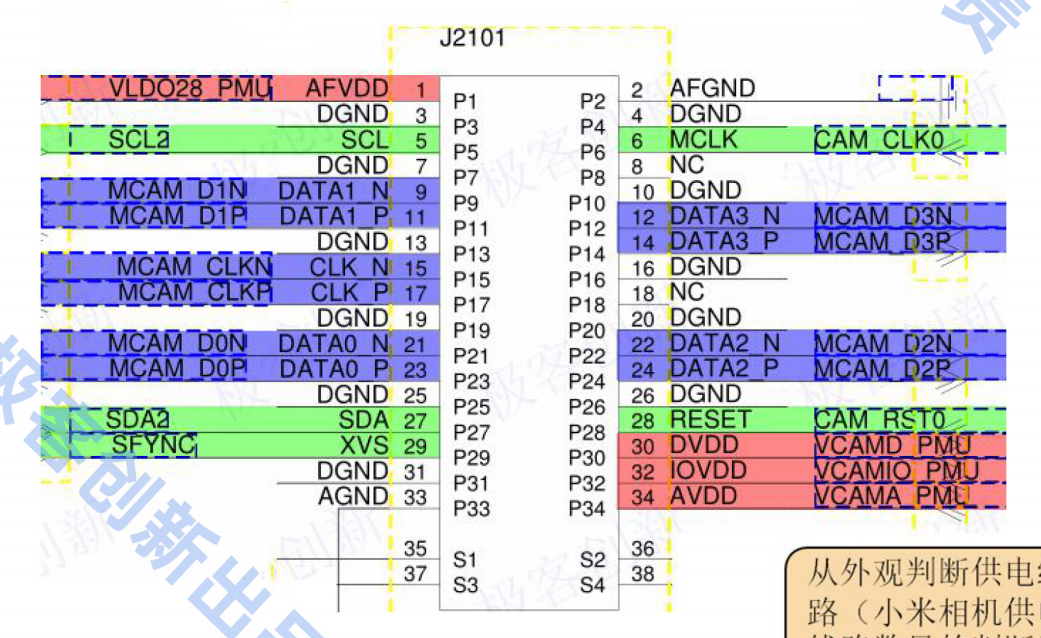 J2101
VLDO28_PMU AFVDD 1 P1 P2 2 AFGND
DGND 3 P3 P4 4 DGND
SCL2 SCL 5 P5 P6 6 MCLK CAM_CLK0
DGND 7 P7 P8 8 NC
MCAM_D1N DATA1_N 9 P9 P10 10 DGND
MCAM_D1P DATA1_P 11 P11 P12 12 DATA3_N MCAM_D3N
DGND 13 P13 P14 14 DATA3_P MCAM_D3P
MCAM_CLKN CLK_N 15 P15 P16 16 DGND
MCAM_CLKP CLK_P 17 P17 P18 18 NC
DGND 19 P19 P20 20 DGND
MCAM_D0N DATA0_N 21 P21 P22 22 DATA2_N MCAM_D2N
MCAM_D0P DATA0_P 23 P23 P24 24 DATA2_P MCAM_D2P
DGND 25 P25 P26 26 DGND
SDA2 SDA 27 P27 P28 28 RESET CAM_RST0
SFYNC XVS 29 P29 P30 30 DVDD VCAMD_PMU
DGND 31 P31 P32 32 IOVDD VCAMIO_PMU
AGND 33 P33 P34 34 AVDD VCAMA_PMU
35 S1 S2 36
37 S3 S4 38
从外观判断供电
路（小米相机供
极客创新出品